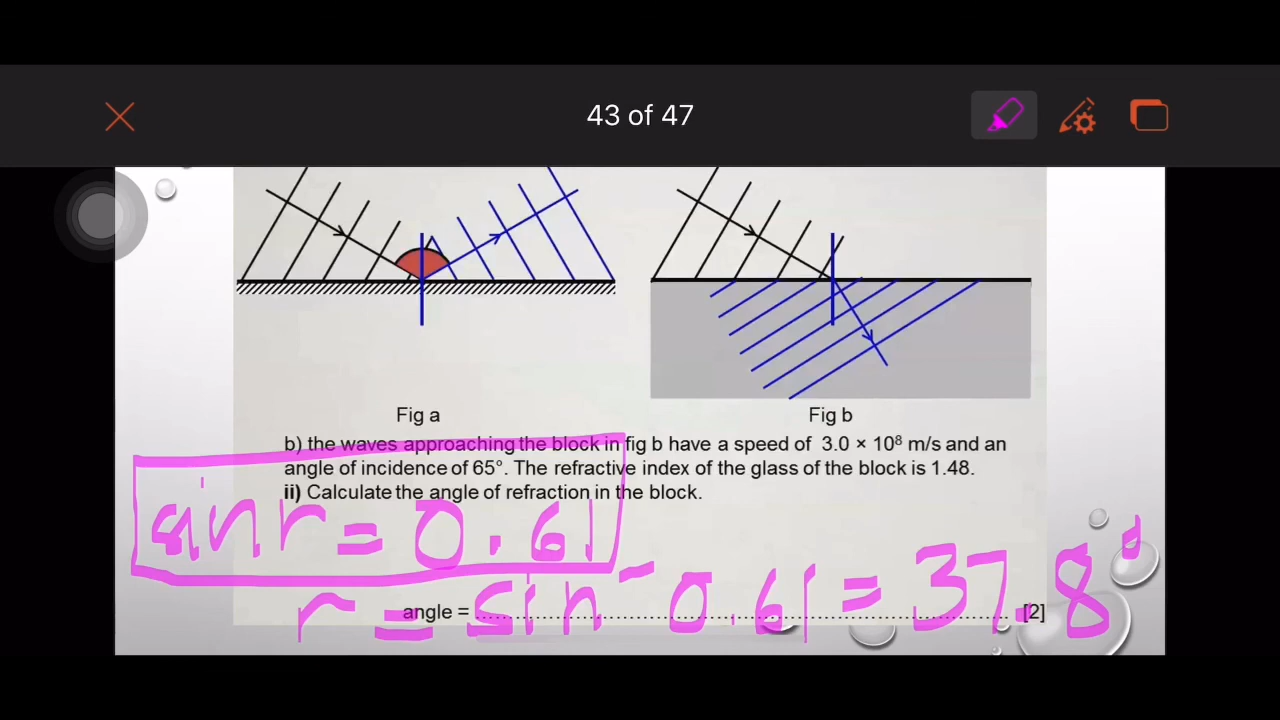 43 of 47
Fig a
Fig b
b) the waves approaching the block in fig b have a speed of 3.0 × 10⁸ m/s and an
angle of incidence of 65°. The refractive index of the glass of the block is 1.48.
ii) Calculate the angle of refraction in the block.
sin r = 0.61
r = sin⁻ 0.61 = 37.8°
angle = ........................................................ [2]